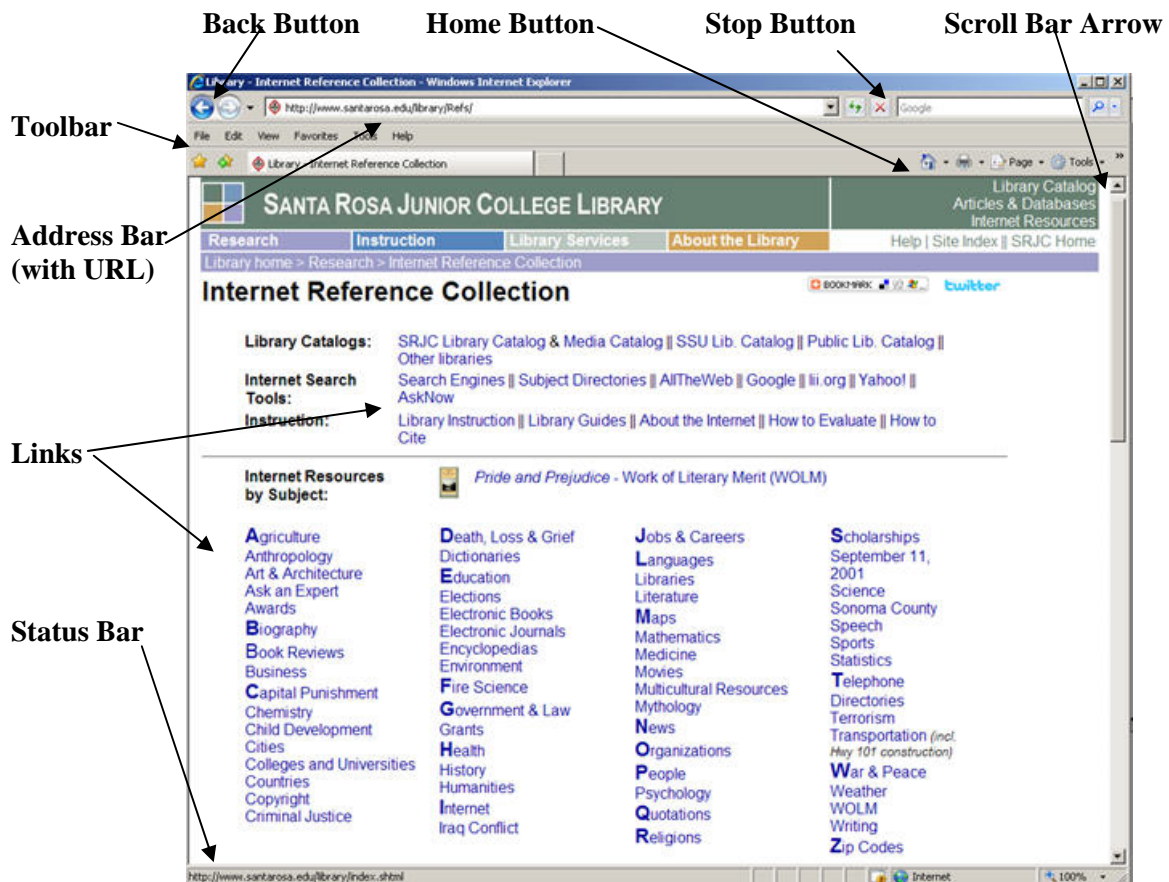 Back Button
Home Button
Stop Button
Scroll Bar Arrow
Library - Internet Reference Collection - Windows Internet Explorer
http://www.santarosa.edu/library/Refs/
Google
Toolbar
File Edit View Favorites Tools Help
Library - Internet Reference Collection
Page
Tools
SANTA ROSA JUNIOR COLLEGE LIBRARY
Library Catalog
Articles & Databases
Internet Resources
Address Bar
(with URL)
Research
Instruction
Library Services
About the Library
Help | Site Index || SRJC Home
Library home > Research > Internet Reference Collection
Internet Reference Collection
BOOKMARK
twitter
Library Catalogs:
SRJC Library Catalog & Media Catalog || SSU Lib. Catalog || Public Lib. Catalog ||
Other libraries
Internet Search
Tools:
Search Engines || Subject Directories || AllTheWeb || Google || lii.org || Yahoo! ||
AskNow
Instruction:
Library Instruction || Library Guides || About the Internet || How to Evaluate || How to
Cite
Links
Internet Resources
by Subject:
Pride and Prejudice - Work of Literary Merit (WOLM)
Agriculture
Anthropology
Art & Architecture
Ask an Expert
Awards
Biography
Book Reviews
Business
Capital Punishment
Chemistry
Child Development
Cities
Colleges and Universities
Countries
Copyright
Criminal Justice
Death, Loss & Grief
Dictionaries
Education
Elections
Electronic Books
Electronic Journals
Encyclopedias
Environment
Fire Science
Government & Law
Grants
Health
History
Humanities
Internet
Iraq Conflict
Jobs & Careers
Languages
Libraries
Literature
Maps
Mathematics
Medicine
Movies
Multicultural Resources
Mythology
News
Organizations
People
Psychology
Quotations
Religions
Scholarships
September 11,
2001
Science
Sonoma County
Speech
Sports
Statistics
Telephone
Directories
Terrorism
Transportation (incl.
Hwy 101 construction)
War & Peace
Weather
WOLM
Writing
Zip Codes
Status Bar
http://www.santarosa.edu/library/index.shtml
Internet
100%